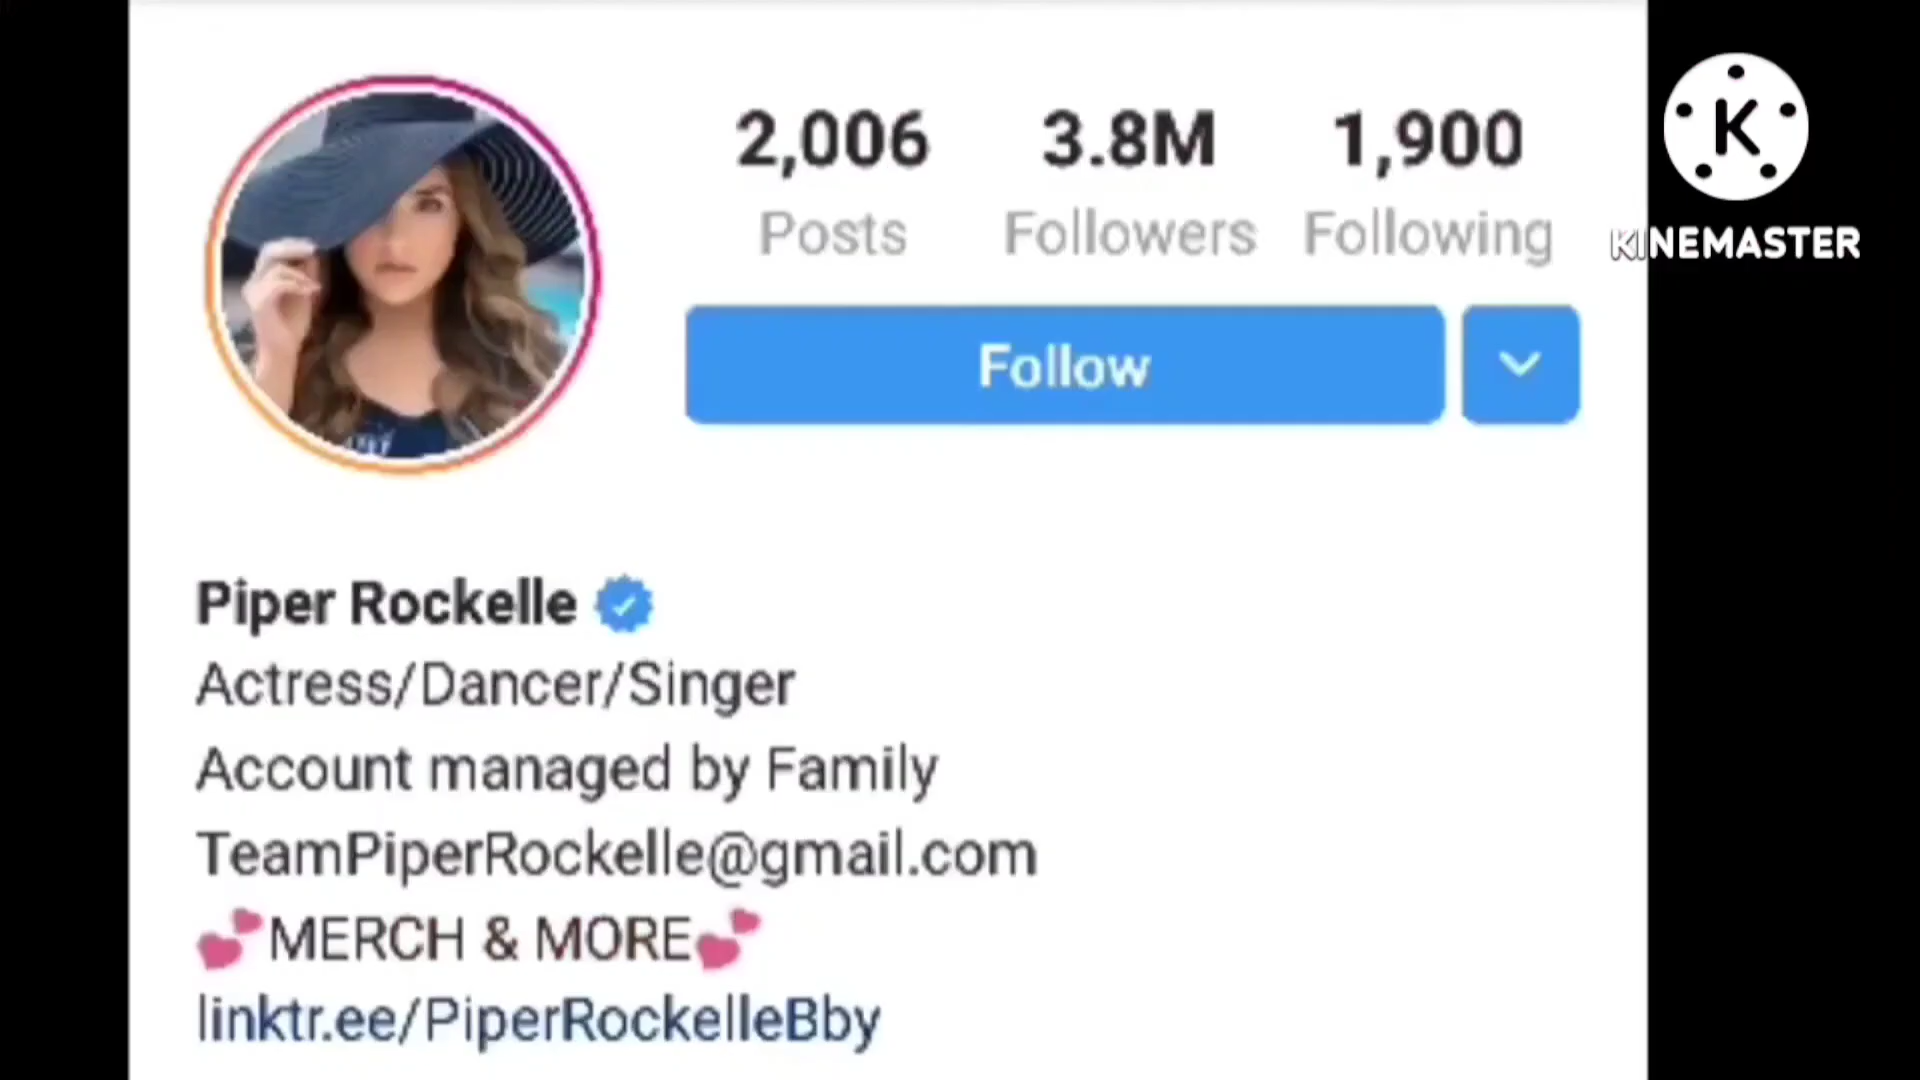 2,006 3.8M 1,900
Posts Followers Following
Follow
Piper Rockelle
Actress/Dancer/Singer
Account managed by Family
TeamPiperRockelle@gmail.com
💕MERCH & MORE💕
linktr.ee/PiperRockelleBby
K
KINEMASTER